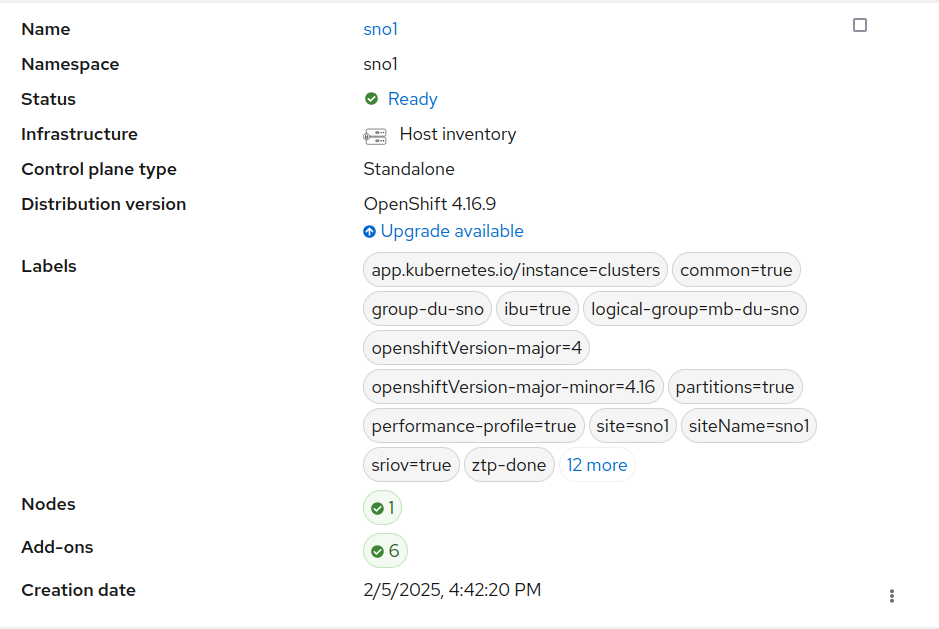 Name sno1
Namespace sno1
Status Ready
Infrastructure Host inventory
Control plane type Standalone
Distribution version OpenShift 4.16.9
Upgrade available
Labels app.kubernetes.io/instance=clusters common=true
group-du-sno ibu=true logical-group=mb-du-sno
openshiftVersion-major=4
openshiftVersion-major-minor=4.16 partitions=true
performance-profile=true site=sno1 siteName=sno1
sriov=true ztp-done 12 more
Nodes 1
Add-ons 6
Creation date 2/5/2025, 4:42:20 PM